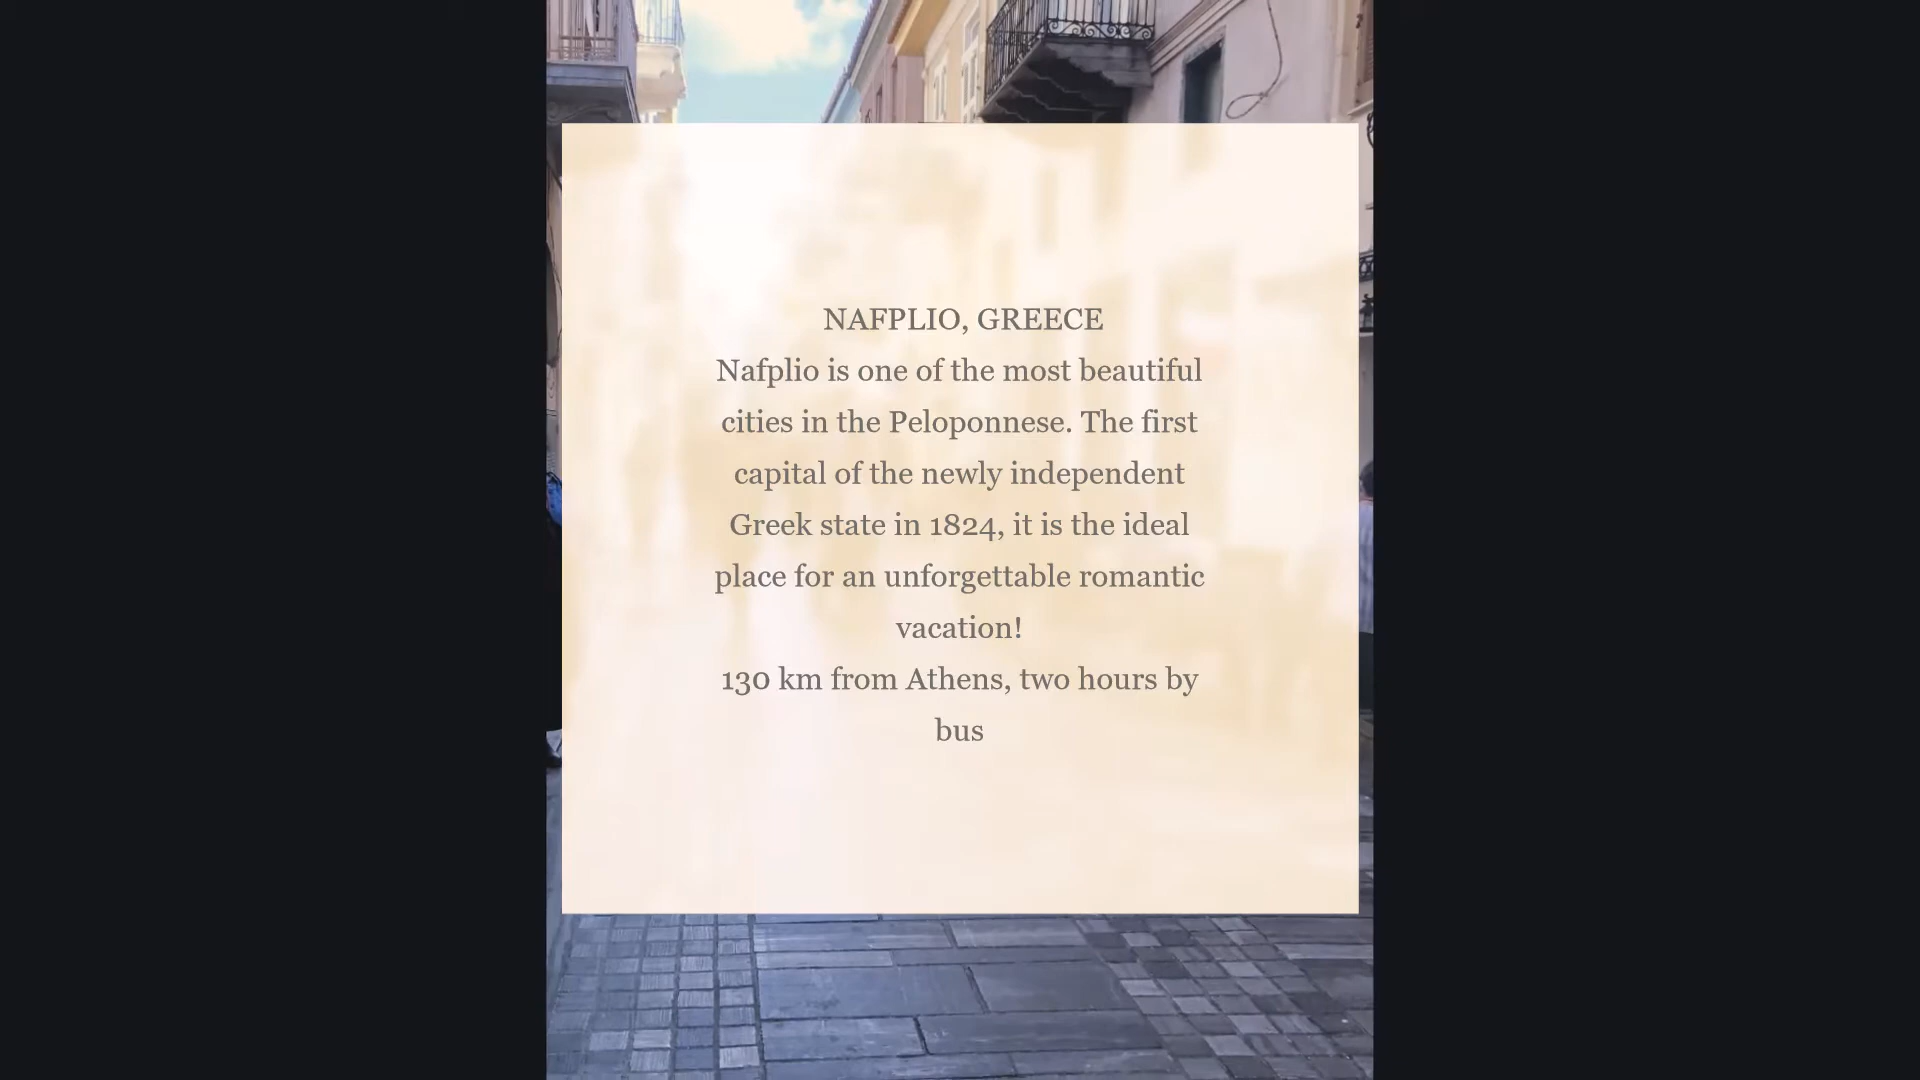 NAFPLIO, GREECE
Nafplio is one of the most beautiful
cities in the Peloponnese. The first
capital of the newly independent
Greek state in 1824, it is the ideal
place for an unforgettable romantic
vacation!
130 km from Athens, two hours by
bus